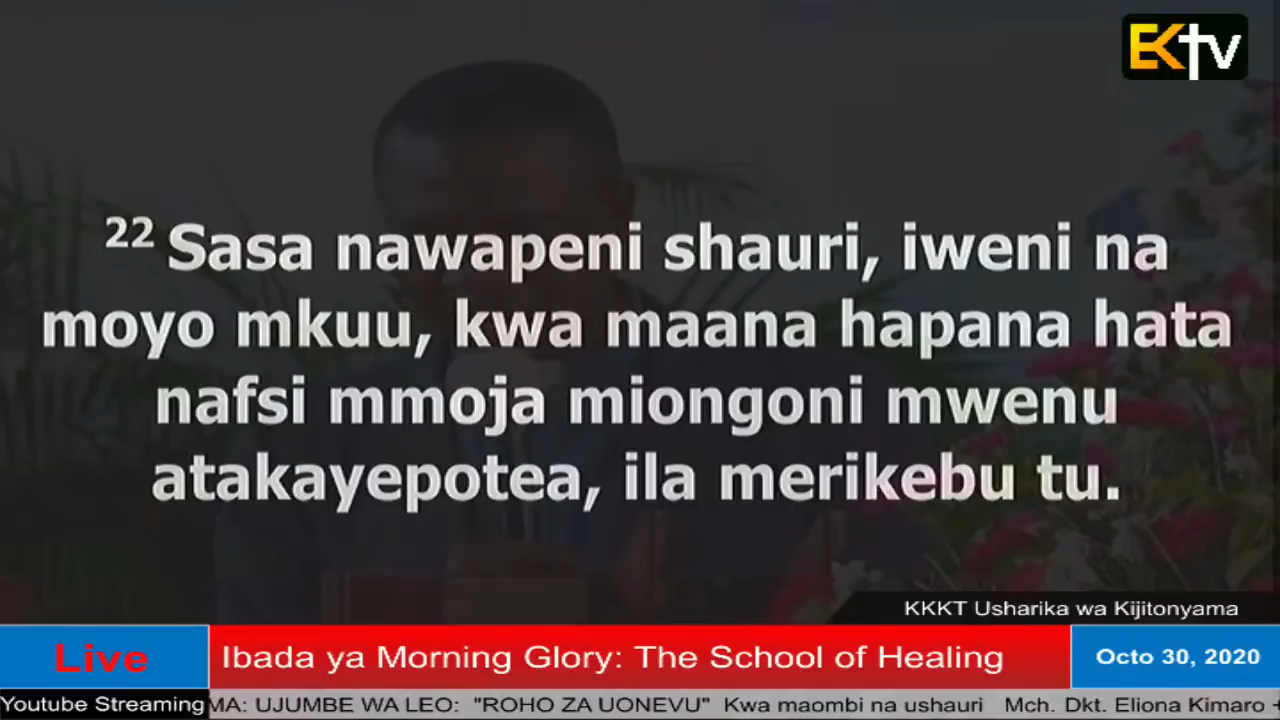 EKTV
22 Sasa nawapeni shauri, iweni na
moyo mkuu, kwa maana hapana hata
nafsi mmoja miongoni mwenu
atakayepotea, ila merikebu tu.
KKKT Usharika wa Kijitonyama
Live
Ibada ya Morning Glory: The School of Healing
Octo 30, 2020
Youtube Streaming
MA: UJUMBE WA LEO: "ROHO ZA UONEVU" Kwa maombi na ushauri Mch. Dkt. Eliona Kimaro